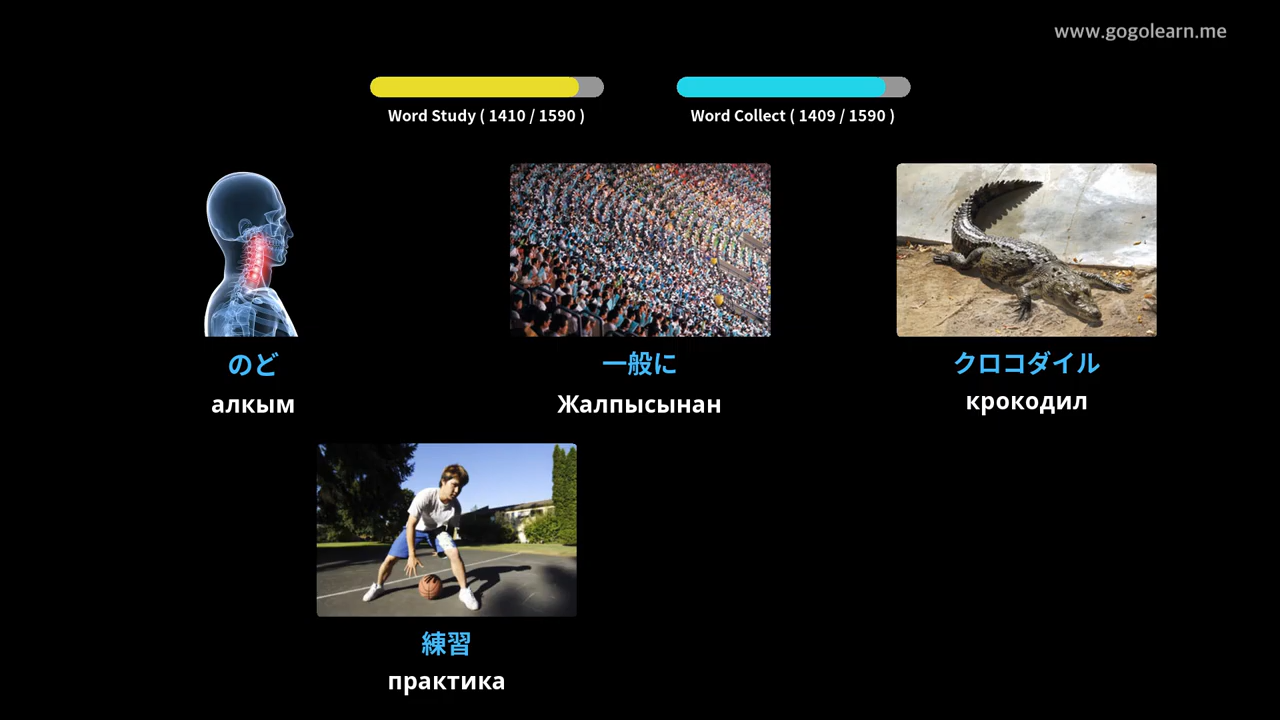 www.gogolearn.me
Word Study ( 1410 / 1590 )
Word Collect ( 1409 / 1590 )
のど
алкым
一般に
Жалпысынан
クロコダイル
крокодил
練習
практика